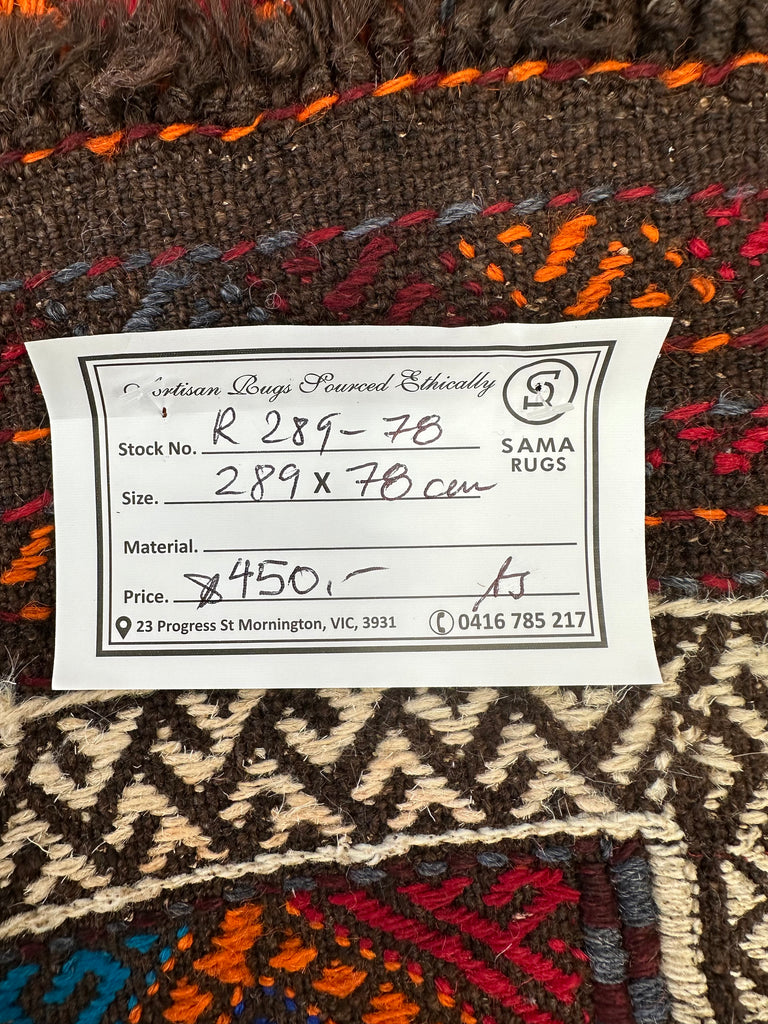 Artisan Rugs Sourced Ethically
SAMA
RUGS
Stock No. R 289-78
Size. 289 x 78 cm
Material.
Price. $450.-
23 Progress St Mornington, VIC, 3931
0416 785 217